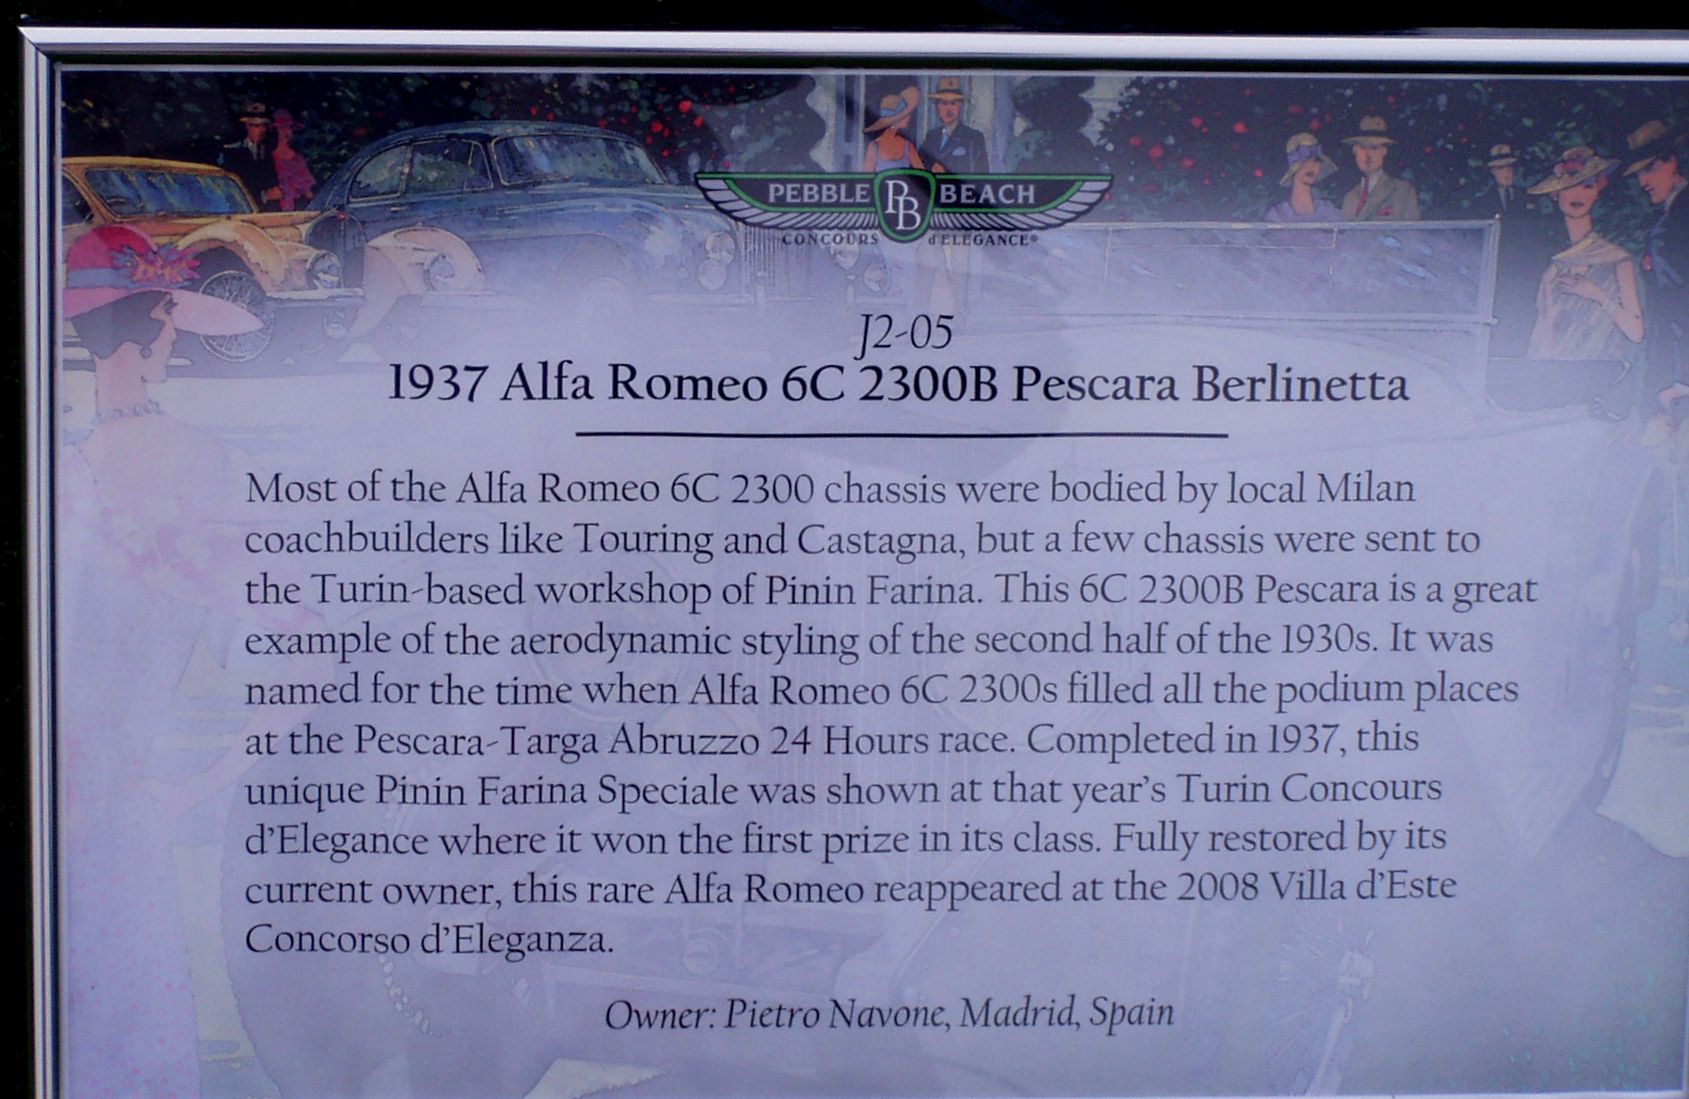 PEBBLE PB BEACH
CONCOURS d'ELEGANCE®
J2-05
1937 Alfa Romeo 6C 2300B Pescara Berlinetta
Most of the Alfa Romeo 6C 2300 chassis were bodied by local Milan
coachbuilders like Touring and Castagna, but a few chassis were sent to
the Turin-based workshop of Pinin Farina. This 6C 2300B Pescara is a great
example of the aerodynamic styling of the second half of the 1930s. It was
named for the time when Alfa Romeo 6C 2300s filled all the podium places
at the Pescara-Targa Abruzzo 24 Hours race. Completed in 1937, this
unique Pinin Farina Speciale was shown at that year's Turin Concours
d'Elegance where it won the first prize in its class. Fully restored by its
current owner, this rare Alfa Romeo reappeared at the 2008 Villa d'Este
Concorso d'Eleganza.
Owner: Pietro Navone, Madrid, Spain